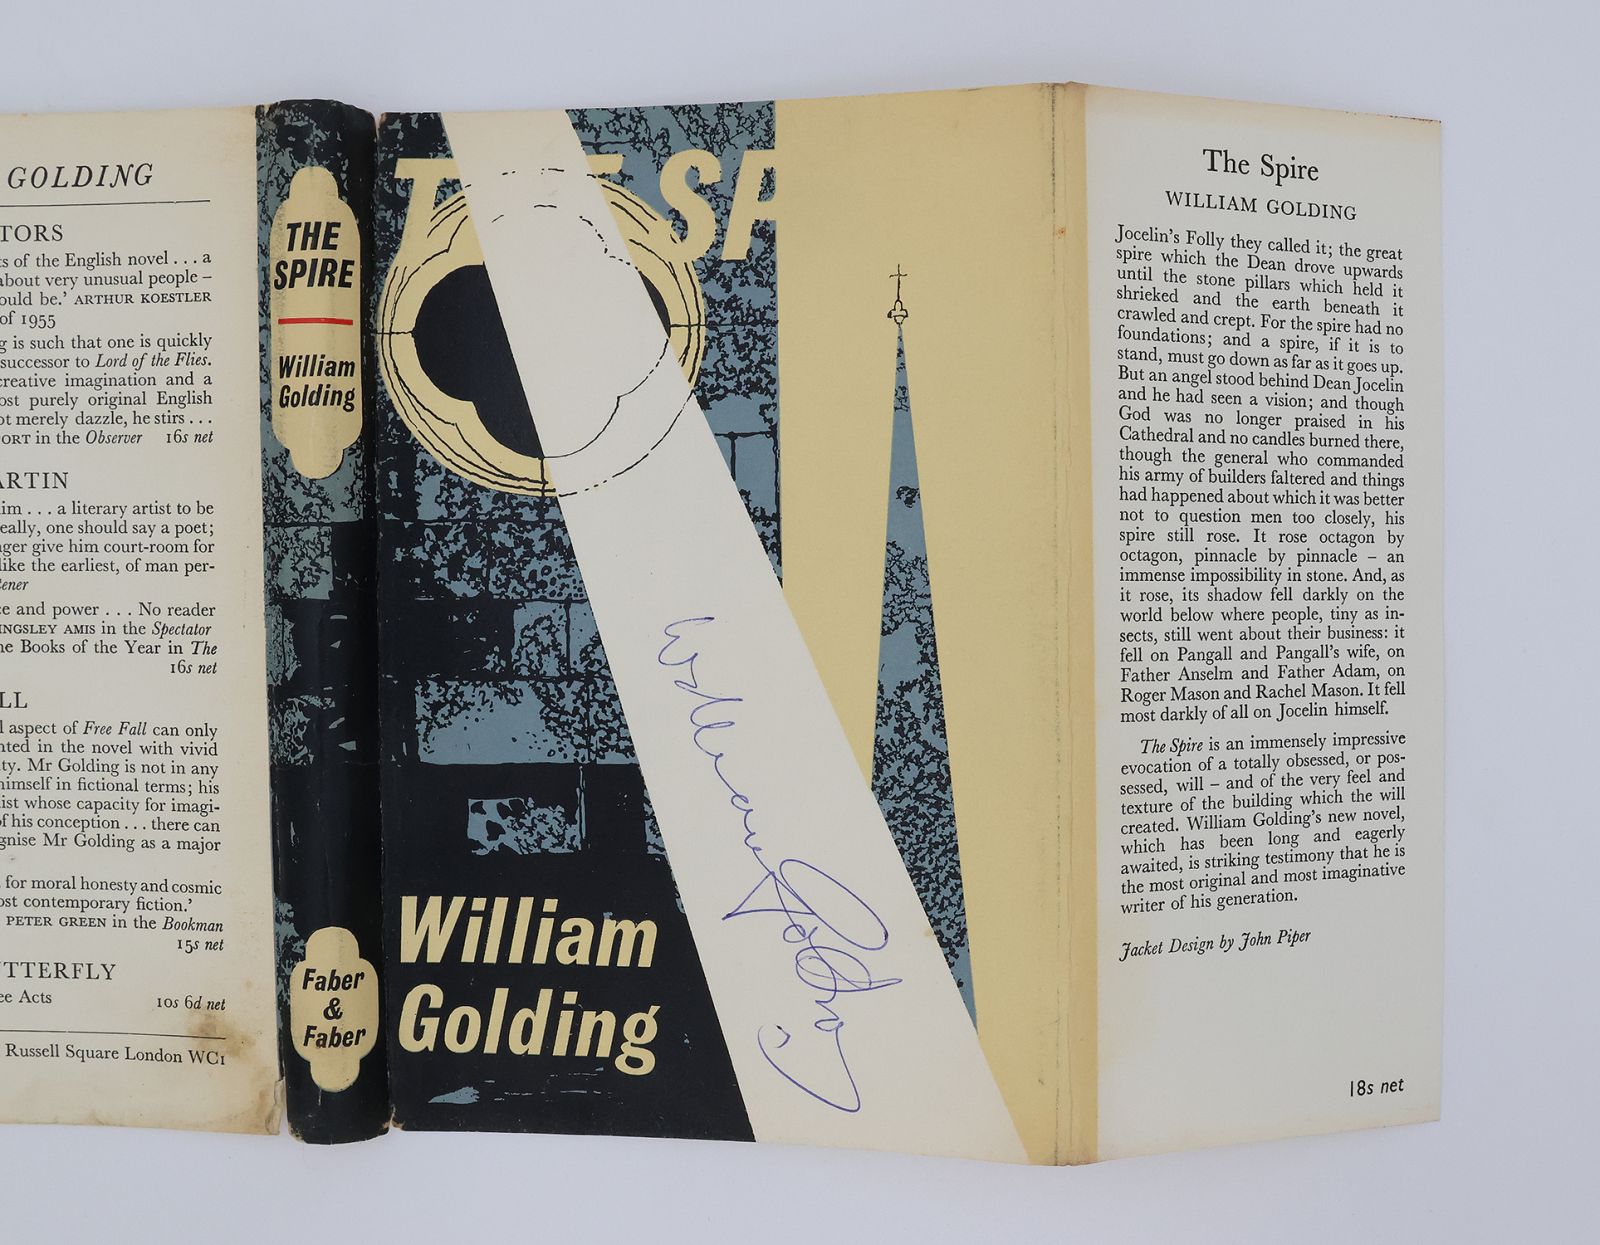 GOLDING
TORS
ts of the English novel . . . a
about very unusual people –
ould be.’ ARTHUR KOESTLER
of 1955
g is such that one is quickly
successor to Lord of the Flies.
creative imagination and a
ost purely original English
ot merely dazzle, he stirs . . .
ORT in the Observer 16s net
ARTIN
im . . . a literary artist to be
eally, one should say a poet;
nger give him court-room for
like the earliest, of man per-
tener
ce and power . . . No reader
INGSLEY AMIS in the Spectator
he Books of the Year in The
16s net
LL
l aspect of Free Fall can only
nted in the novel with vivid
ity. Mr Golding is not in any
himself in fictional terms; his
ist whose capacity for imagi-
of his conception . . . there can
gnise Mr Golding as a major
for moral honesty and cosmic
ost contemporary fiction.’
PETER GREEN in the Bookman
15s net
UTTERFLY
ee Acts 10s 6d net
Russell Square London WC1
THE
SPIRE
William
Golding
Faber
&
Faber
THE SP
William Golding
William
Golding
The Spire
WILLIAM GOLDING
Jocelin’s Folly they called it; the great
spire which the Dean drove upwards
until the stone pillars which held it
shrieked and the earth beneath it
crawled and crept. For the spire had no
foundations; and a spire, if it is to
stand, must go down as far as it goes up.
But an angel stood behind Dean Jocelin
and he had seen a vision; and though
God was no longer praised in his
Cathedral and no candles burned there,
though the general who commanded
his army of builders faltered and things
had happened about which it was better
not to question men too closely, his
spire still rose. It rose octagon by
octagon, pinnacle by pinnacle – an
immense impossibility in stone. And, as
it rose, its shadow fell darkly on the
world below where people, tiny as in-
sects, still went about their business: it
fell on Pangall and Pangall’s wife, on
Father Anselm and Father Adam, on
Roger Mason and Rachel Mason. It fell
most darkly of all on Jocelin himself.
The Spire is an immensely impressive
evocation of a totally obsessed, or pos-
sessed, will – and of the very feel and
texture of the building which the will
created. William Golding’s new novel,
which has been long and eagerly
awaited, is striking testimony that he is
the most original and most imaginative
writer of his generation.
Jacket Design by John Piper
18s net